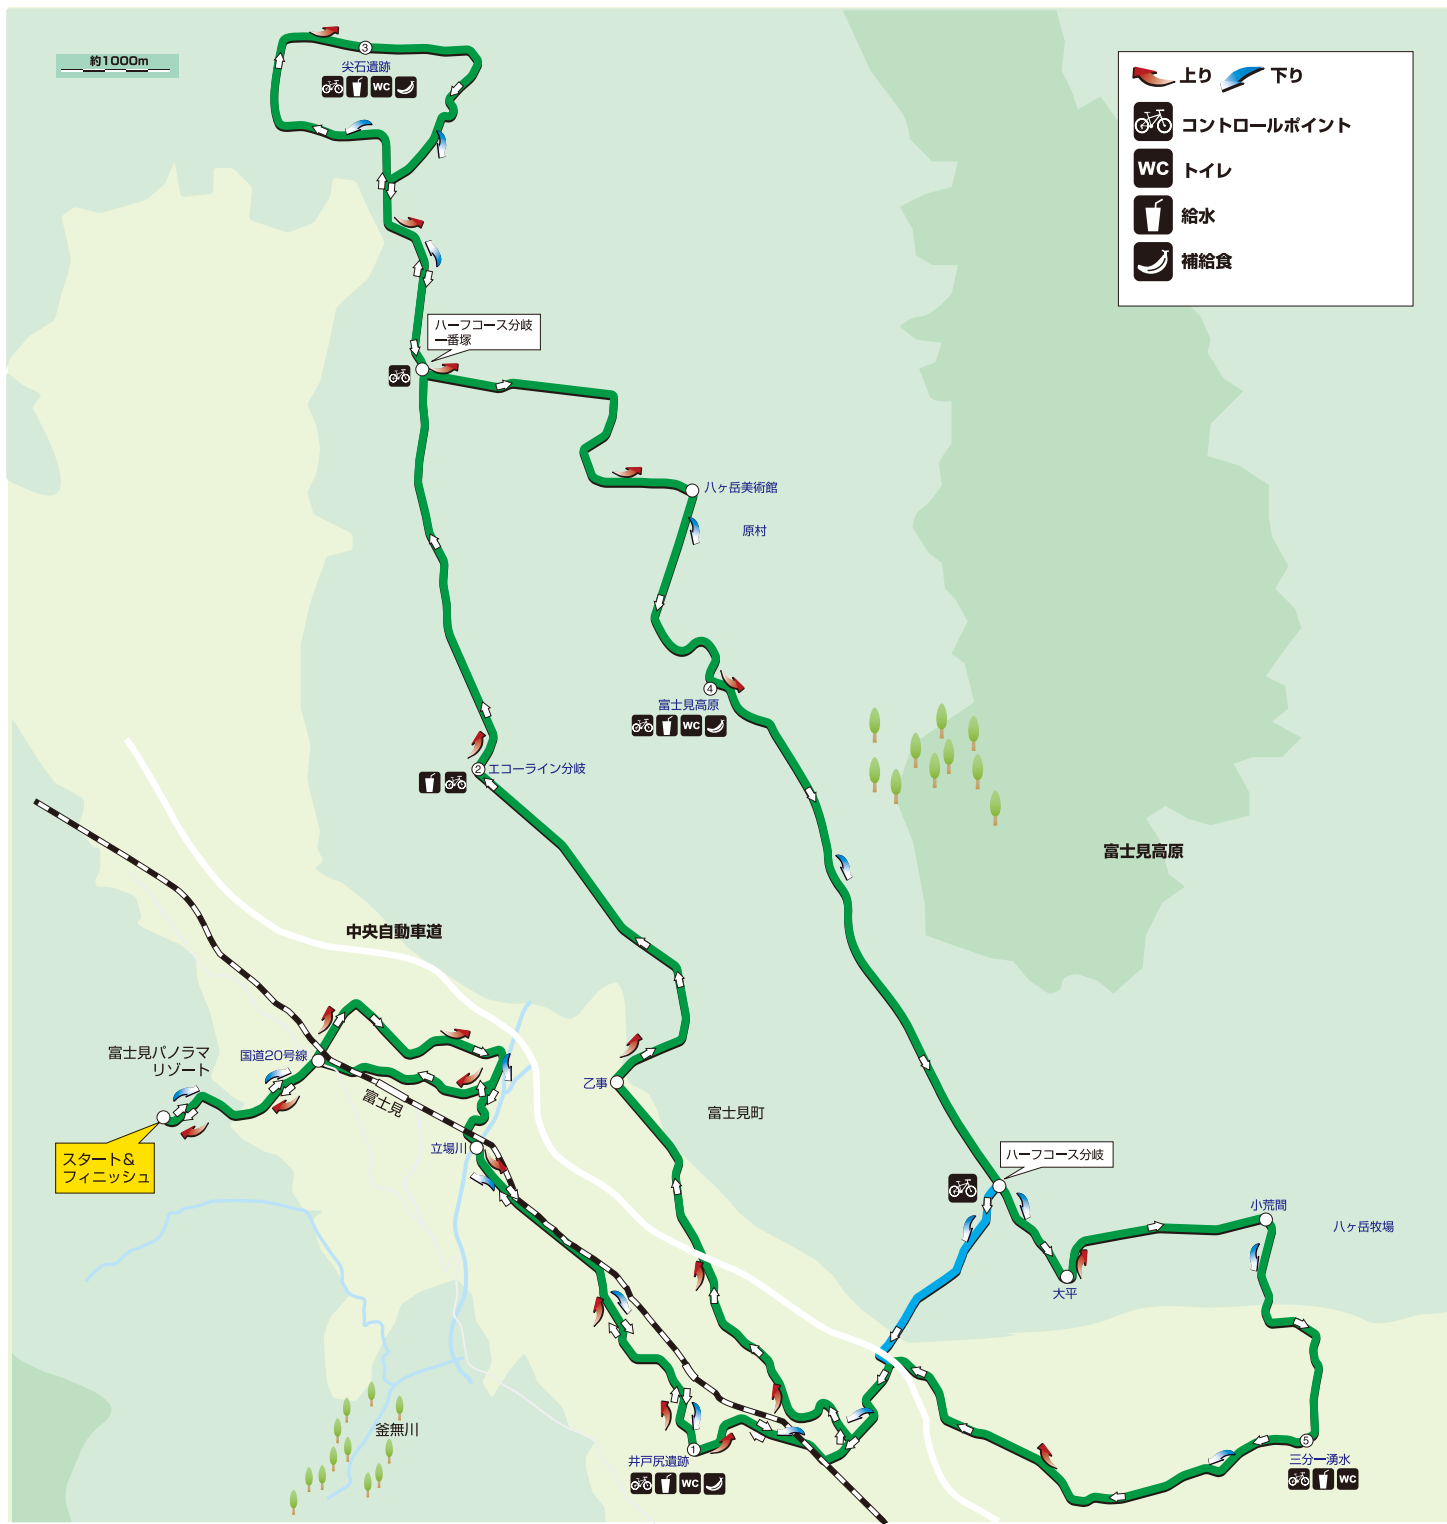 約1000m
上り
下り
コントロールポイント
WC
トイレ
給水
補給食
3
尖石遺跡
WC
ハーフコース分岐
一番塚
八ヶ岳美術館
原村
4
富士見高原
WC
2
エコーライン分岐
富士見高原
中央自動車道
富士見パノラマ
リゾート
国道20号線
富士見
乙事
富士見町
立場川
スタート&
フィニッシュ
ハーフコース分岐
小荒間
八ヶ岳牧場
大平
釜無川
1
井戸尻遺跡
WC
5
三分一湧水
WC